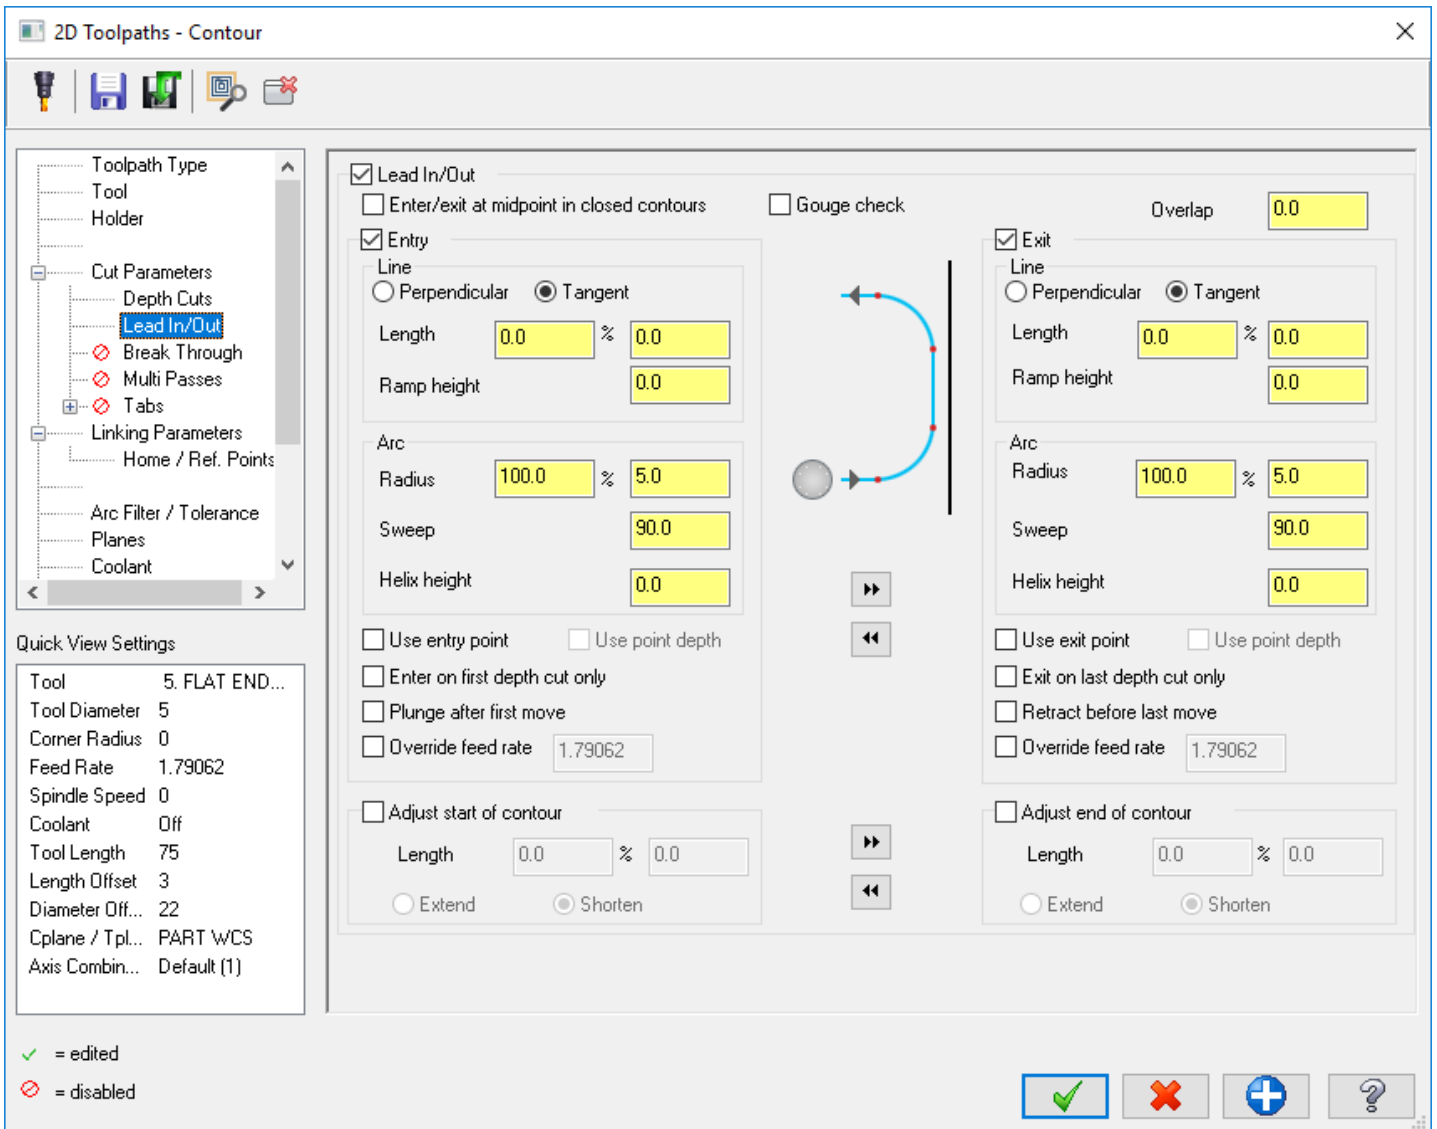 2D Toolpaths - Contour
Toolpath Type
Tool
Holder
Cut Parameters
Depth Cuts
Lead In/Out
Break Through
Multi Passes
Tabs
Linking Parameters
Home / Ref. Points
Arc Filter / Tolerance
Planes
Coolant
Quick View Settings
Tool 5. FLAT END...
Tool Diameter 5
Corner Radius 0
Feed Rate 1.79062
Spindle Speed 0
Coolant Off
Tool Length 75
Length Offset 3
Diameter Off... 22
Cplane / Tpl... PART WCS
Axis Combin... Default (1)
= edited
= disabled
Lead In/Out
Enter/exit at midpoint in closed contours
Gouge check
Overlap 0.0
Entry
Line
Perpendicular Tangent
Length 0.0 % 0.0
Ramp height 0.0
Arc
Radius 100.0 % 5.0
Sweep 90.0
Helix height 0.0
Use entry point Use point depth
Enter on first depth cut only
Plunge after first move
Override feed rate 1.79062
Adjust start of contour
Length 0.0 % 0.0
Extend Shorten
Exit
Line
Perpendicular Tangent
Length 0.0 % 0.0
Ramp height 0.0
Arc
Radius 100.0 % 5.0
Sweep 90.0
Helix height 0.0
Use exit point Use point depth
Exit on last depth cut only
Retract before last move
Override feed rate 1.79062
Adjust end of contour
Length 0.0 % 0.0
Extend Shorten